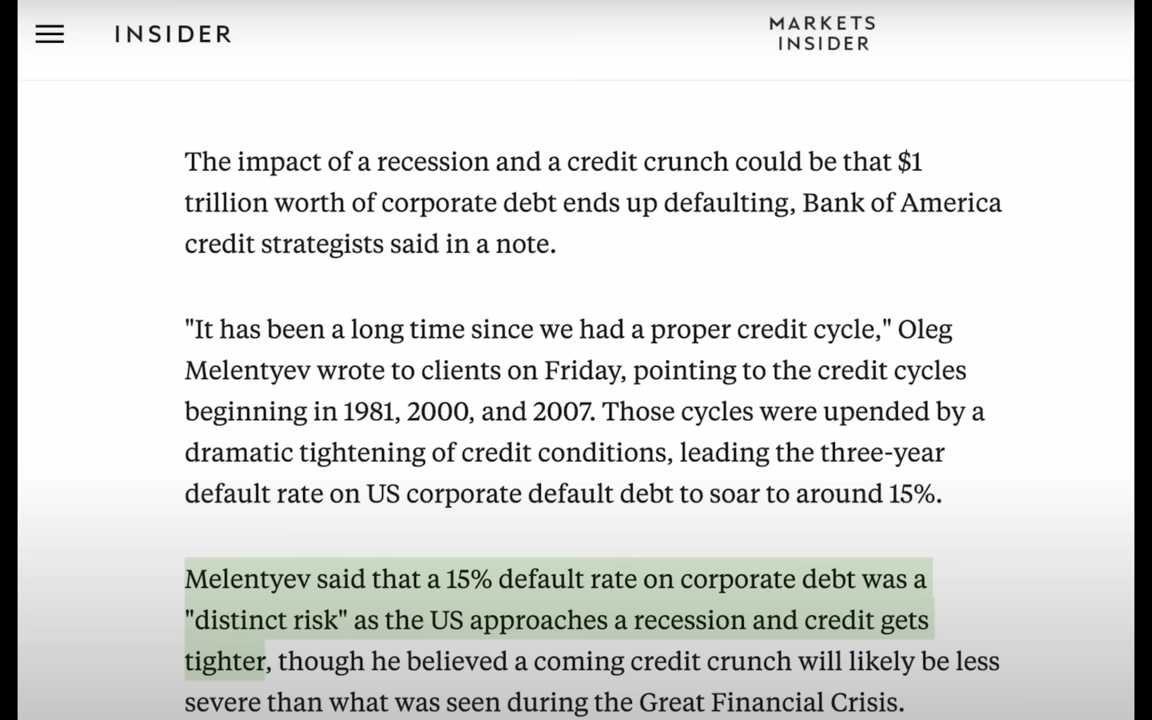 INSIDER
MARKETS
INSIDER
The impact of a recession and a credit crunch could be that $1
trillion worth of corporate debt ends up defaulting, Bank of America
credit strategists said in a note.
"It has been a long time since we had a proper credit cycle," Oleg
Melentyev wrote to clients on Friday, pointing to the credit cycles
beginning in 1981, 2000, and 2007. Those cycles were upended by a
dramatic tightening of credit conditions, leading the three-year
default rate on US corporate default debt to soar to around 15%.
Melentyev said that a 15% default rate on corporate debt was a
"distinct risk" as the US approaches a recession and credit gets
tighter, though he believed a coming credit crunch will likely be less
severe than what was seen during the Great Financial Crisis.